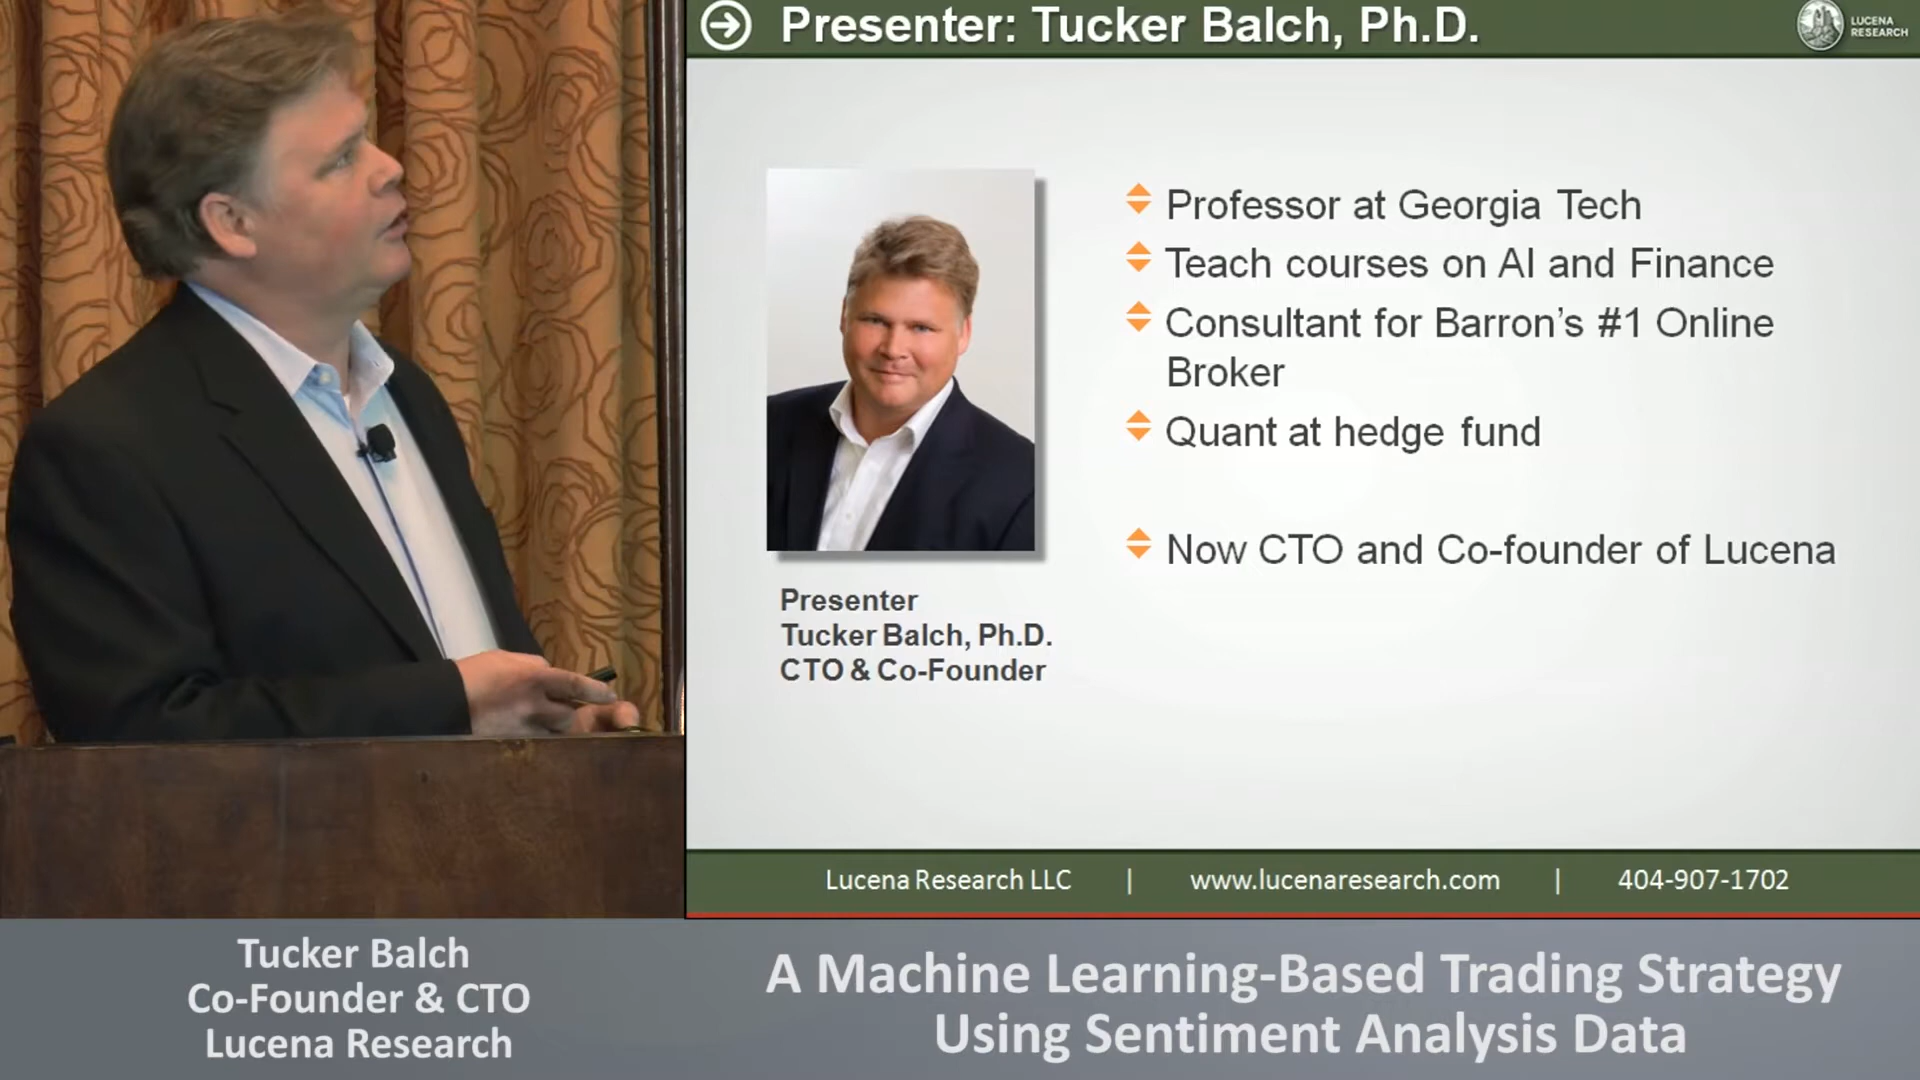 Presenter: Tucker Balch, Ph.D.
LUCENA
RESEARCH
Professor at Georgia Tech
Teach courses on AI and Finance
Consultant for Barron’s #1 Online
Broker
Quant at hedge fund
Now CTO and Co-founder of Lucena
Presenter
Tucker Balch, Ph.D.
CTO & Co-Founder
Lucena Research LLC | www.lucenaresearch.com | 404-907-1702
Tucker Balch
Co-Founder & CTO
Lucena Research
A Machine Learning-Based Trading Strategy
Using Sentiment Analysis Data